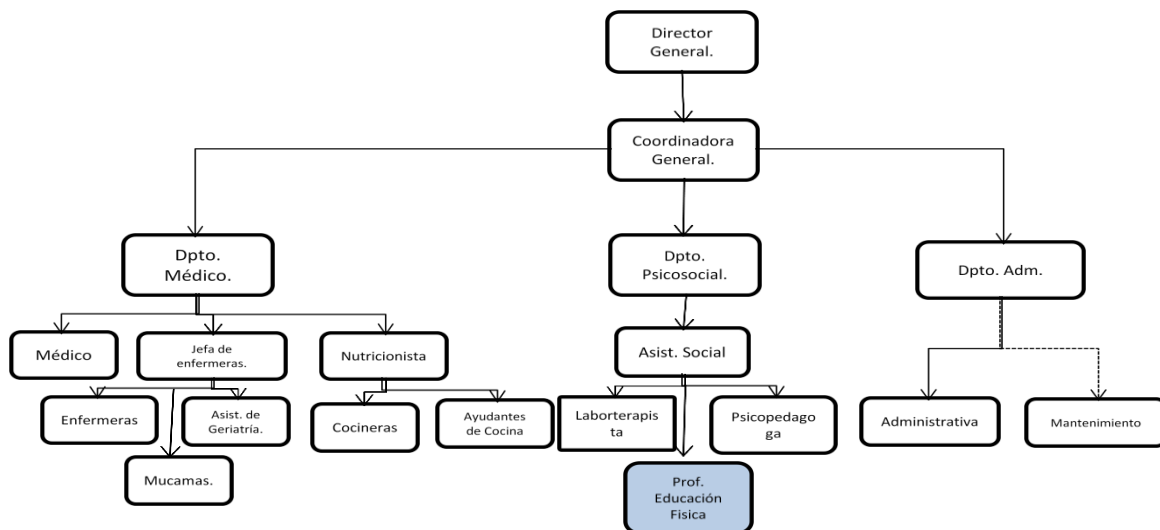 Director
General.
Coordinadora
General.
Dpto.
Médico.
Dpto.
Psicosocial.
Dpto. Adm.
Médico
Jefa de
enfermeras.
Nutricionista
Asist. Social
Enfermeras
Asist. de
Geriatría.
Cocineras
Ayudantes
de Cocina
Laborterapis
ta
Psicopedago
ga
Administrativa
Mantenimiento
Mucamas.
Prof.
Educación
Fisica